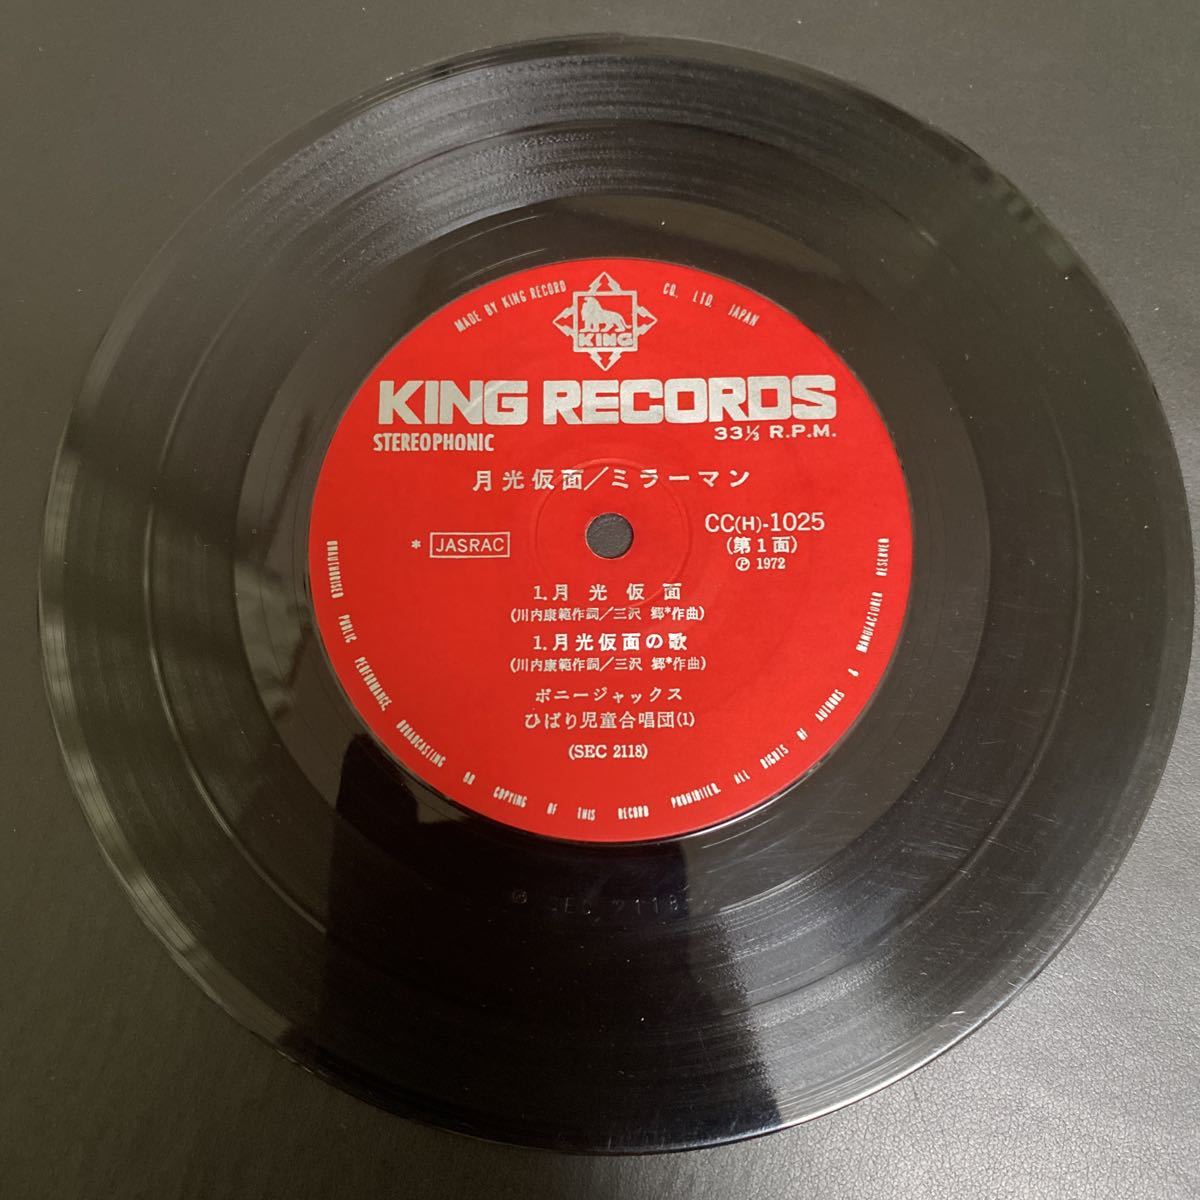 MADE BY KING RECORD CO. LTD. JAPAN
KING
KING RECORDS
STEREOPHONIC
33⅓ R.P.M.
月光仮面/ミラーマン
* JASRAC
CC(H)-1025
(第1面)
Ⓟ 1972
1.月光仮面
(川内康範作詞/三沢 郷*作曲)
1.月光仮面の歌
(川内康範作詞/三沢 郷*作曲)
ボニージャックス
ひばり児童合唱団(1)
(SEC 2118)
UNAUTHORISED PUBLIC PERFORMANCE, BROADCASTING OR COPYING OF THIS RECORD PROHIBITED. ALL RIGHTS OF AUTHORS & MANUFACTURER RESERVED
SEC 2118